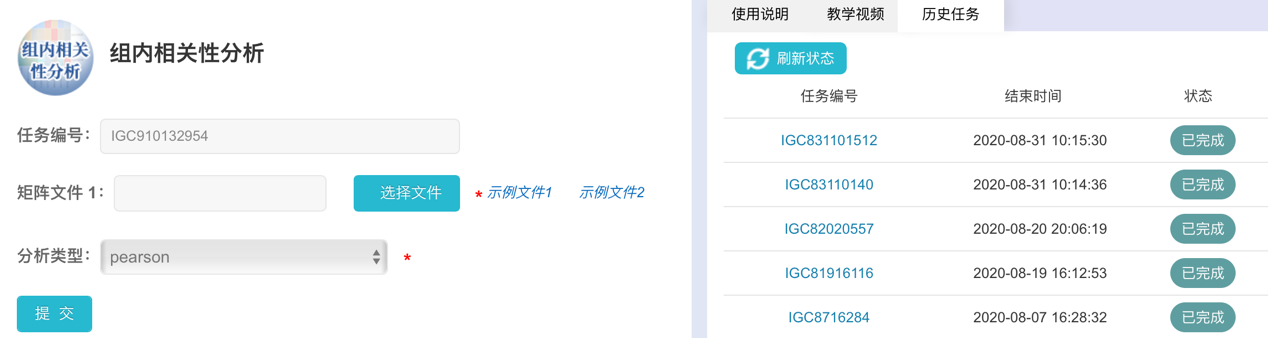 组内相关
性分析
组内相关性分析
任务编号： IGC910132954
矩阵文件 1： 选择文件 * 示例文件1 示例文件2
分析类型： pearson *
提 交
使用说明 教学视频 历史任务
刷新状态
任务编号 结束时间 状态
IGC831101512 2020-08-31 10:15:30 已完成
IGC83110140 2020-08-31 10:14:36 已完成
IGC82020557 2020-08-20 20:06:19 已完成
IGC81916116 2020-08-19 16:12:53 已完成
IGC8716284 2020-08-07 16:28:32 已完成